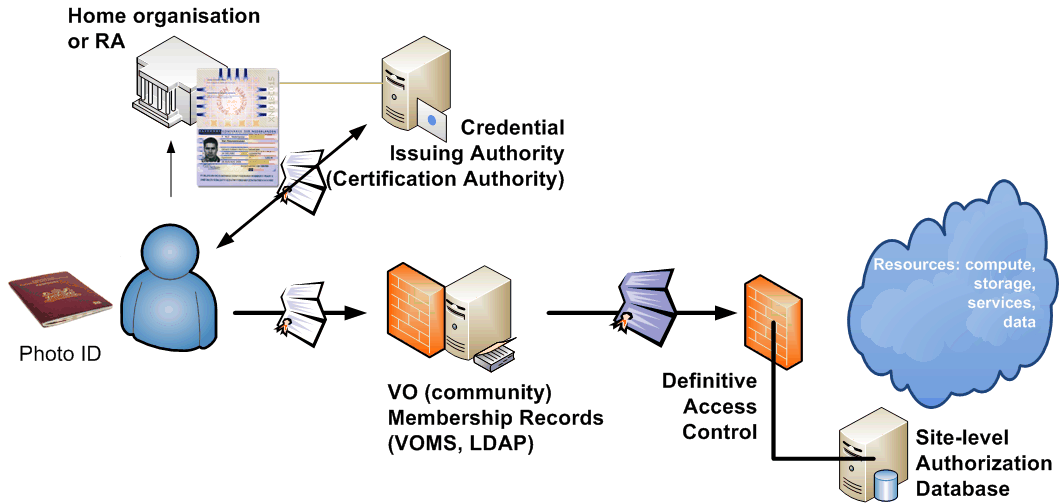 Home organisation
or RA
Credential
Issuing Authority
(Certification Authority)
Photo ID
VO (community)
Membership Records
(VOMS, LDAP)
Resources: compute,
storage,
services,
data
Definitive
Access
Control
Site-level
Authorization
Database